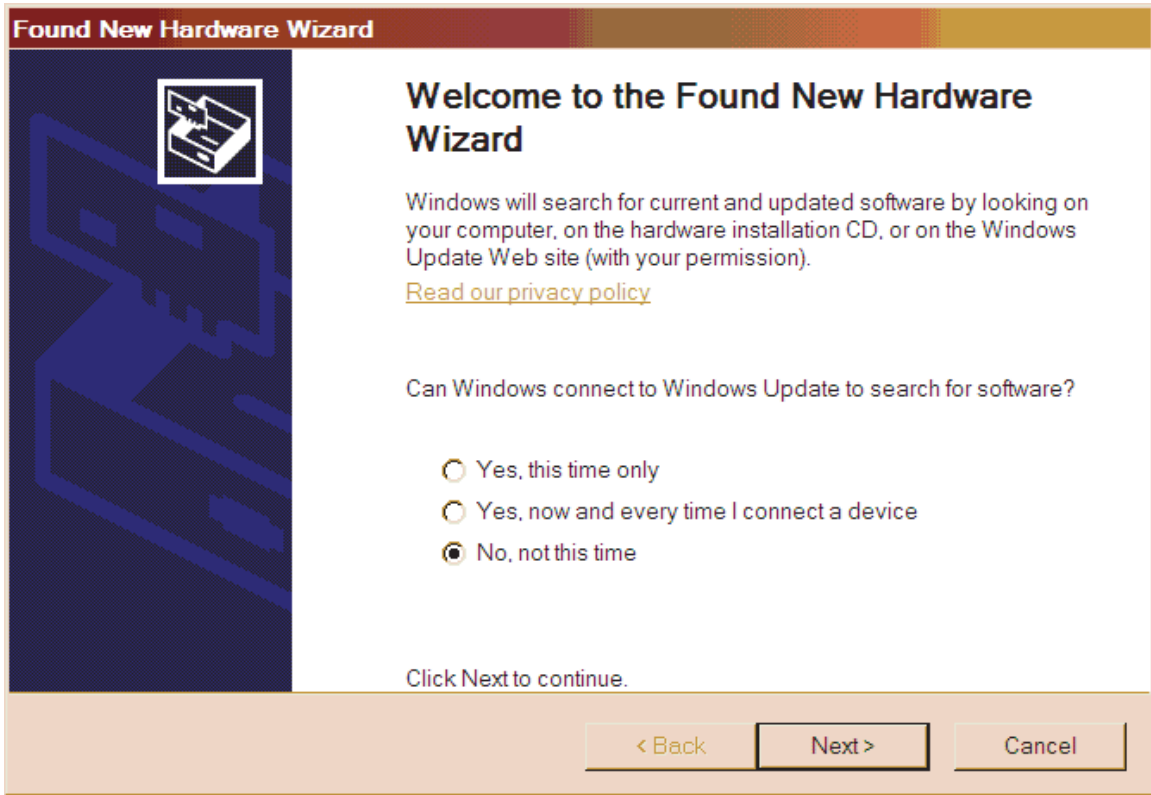 Found New Hardware Wizard
Welcome to the Found New Hardware
Wizard
Windows will search for current and updated software by looking on
your computer, on the hardware installation CD, or on the Windows
Update Web site (with your permission).
Read our privacy policy
Can Windows connect to Windows Update to search for software?
Yes, this time only
Yes, now and every time I connect a device
No, not this time
Click Next to continue.
< Back
Next >
Cancel